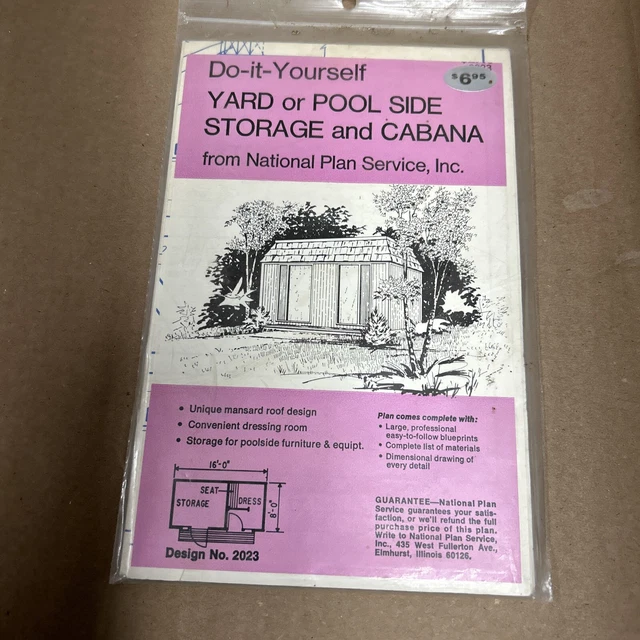 Do-it-Yourself
$6.95
YARD or POOL SIDE
STORAGE and CABANA
from National Plan Service, Inc.
• Unique mansard roof design
• Convenient dressing room
• Storage for poolside furniture & equipt.
Plan comes complete with:
• Large, professional
easy-to-follow blueprints
• Complete list of materials
• Dimensional drawing of
every detail
16'-0"
SEAT
STORAGE
DRESS
8'-0"
Design No. 2023
GUARANTEE—National Plan
Service guarantees your satis-
faction, or we'll refund the full
purchase price of this plan.
Write to National Plan Service,
Inc., 435 West Fullerton Ave.,
Elmhurst, Illinois 60126.